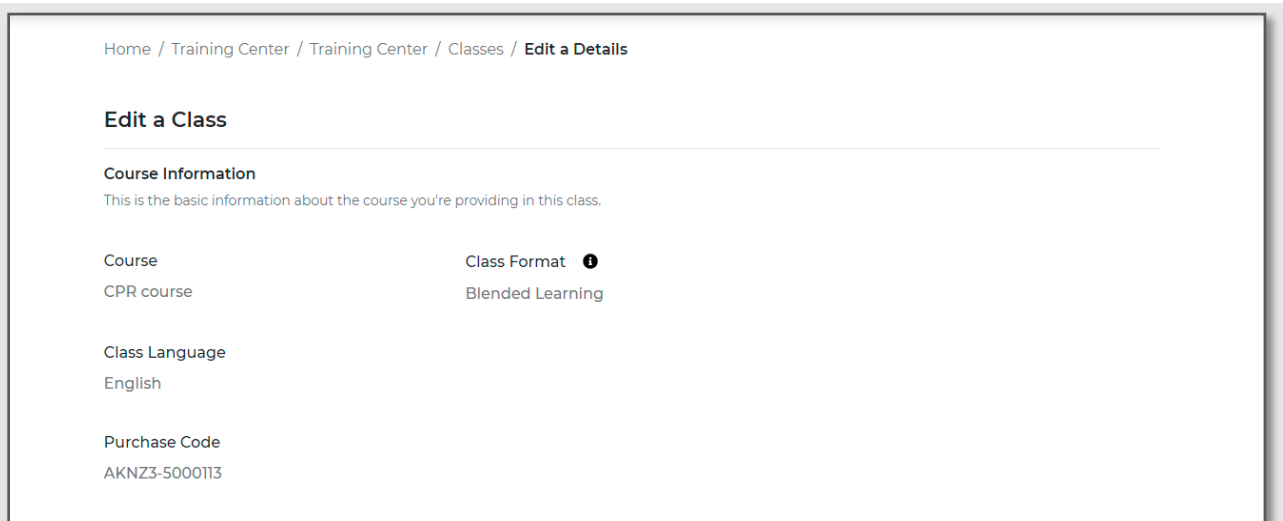 Home / Training Center / Training Center / Classes / Edit a Details
Edit a Class
Course Information
This is the basic information about the course you're providing in this class.
Course
CPR course
Class Format
Blended Learning
Class Language
English
Purchase Code
AKNZ3-5000113